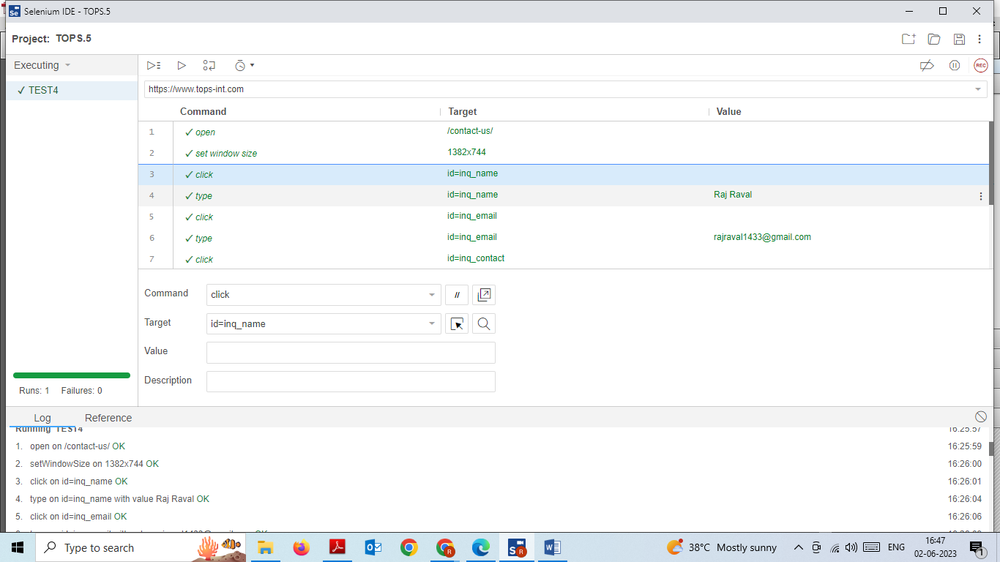 Selenium IDE - TOPS.5
Project: TOPS.5
Executing
REC
✓ TEST4
https://www.tops-int.com
Command Target Value
1 ✓ open /contact-us/
2 ✓ set window size 1382x744
3 ✓ click id=inq_name
4 ✓ type id=inq_name Raj Raval
5 ✓ click id=inq_email
6 ✓ type id=inq_email rajraval1433@gmail.com
7 ✓ click id=inq_contact
Command click //
Target id=inq_name
Value
Description
Runs: 1 Failures: 0
Log Reference
Running 'TEST4' 16:25:57
1. open on /contact-us/ OK 16:25:59
2. setWindowSize on 1382x744 OK 16:26:00
3. click on id=inq_name OK 16:26:01
4. type on id=inq_name with value Raj Raval OK 16:26:04
5. click on id=inq_email OK 16:26:06
Type to search
38°C Mostly sunny
ENG
16:47
02-06-2023
1